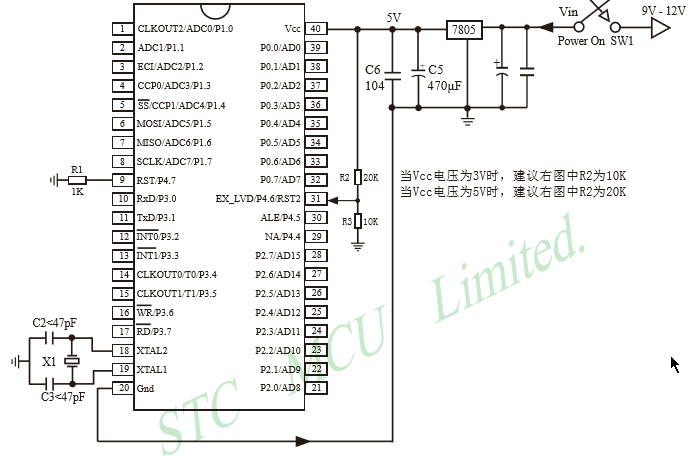 9V - 12V
Vin
Power On SW1
5V
7805
C6
104
C5
470μF
+
+
1 CLKOUT2/ADC0/P1.0
2 ADC1/P1.1
3 ECI/ADC2/P1.2
4 CCP0/ADC3/P1.3
5 SS/CCP1/ADC4/P1.4
6 MOSI/ADC5/P1.5
7 MISO/ADC6/P1.6
8 SCLK/ADC7/P1.7
9 RST/P4.7
10 RxD/P3.0
11 TxD/P3.1
12 INT0/P3.2
13 INT1/P3.3
14 CLKOUT0/T0/P3.4
15 CLKOUT1/T1/P3.5
16 WR/P3.6
17 RD/P3.7
18 XTAL2
19 XTAL1
20 Gnd
Vcc 40
P0.0/AD0 39
P0.1/AD1 38
P0.2/AD2 37
P0.3/AD3 36
P0.4/AD4 35
P0.5/AD5 34
P0.6/AD6 33
P0.7/AD7 32
EX_LVD/P4.6/RST2 31
ALE/P4.5 30
NA/P4.4 29
P2.7/AD15 28
P2.6/AD14 27
P2.5/AD13 26
P2.4/AD12 25
P2.3/AD11 24
P2.2/AD10 23
P2.1/AD9 22
P2.0/AD8 21
R1
1K
R2 20K
R3 10K
当Vcc电压为3V时，建议右图中R2为10K
当Vcc电压为5V时，建议右图中R2为20K
C2<47pF
X1
C3<47pF
STC MCU Limited.